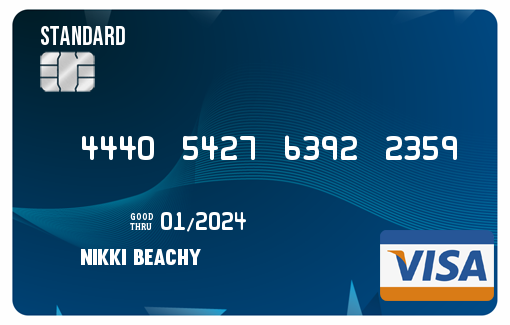 STANDARD
4440 5427 6392 2359
GOOD
THRU 01/2024
NIKKI BEACHY
VISA